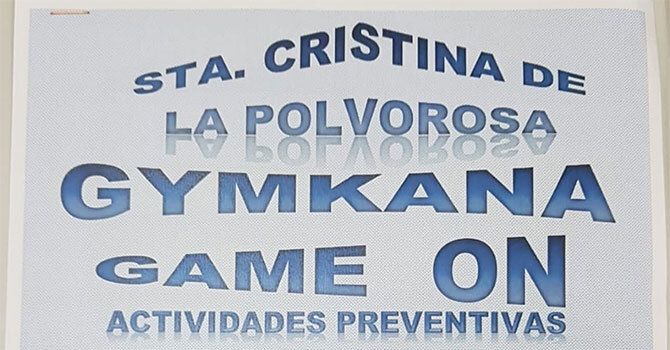 STA. CRISTINA DE
LA POLVOROSA
GYMKANA
GAME ON
ACTIVIDADES PREVENTIVAS